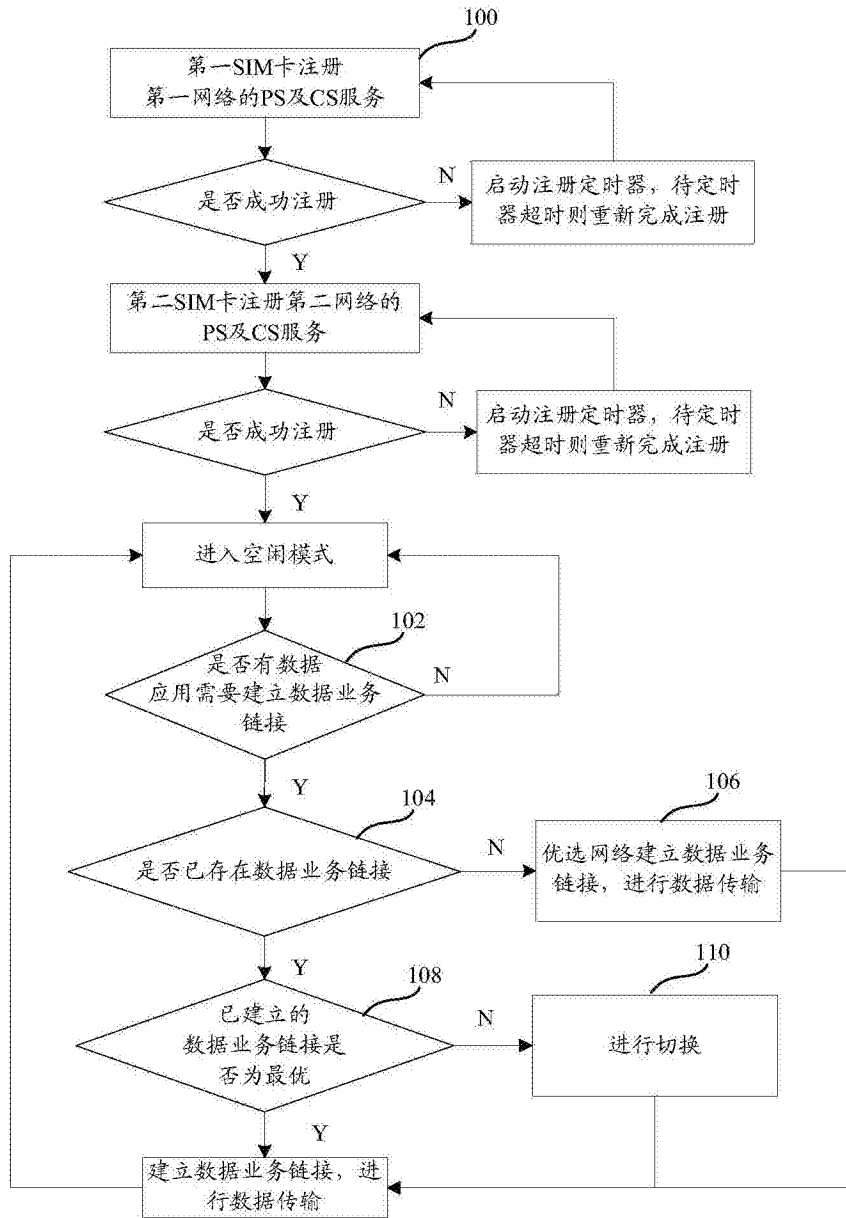 100
第一SIM卡注册
第一网络的PS及CS服务
是否成功注册
N
启动注册定时器，待定时
器超时则重新完成注册
Y
第二SIM卡注册第二网络的
PS及CS服务
是否成功注册
N
启动注册定时器，待定时
器超时则重新完成注册
Y
进入空闲模式
102
是否有数据
应用需要建立数据业务
链接
N
Y
104
是否已存在数据业务链接
N
106
优选网络建立数据业务
链接，进行数据传输
Y
108
已建立的
数据业务链接是
否为最优
N
110
进行切换
Y
建立数据业务链接，进
行数据传输